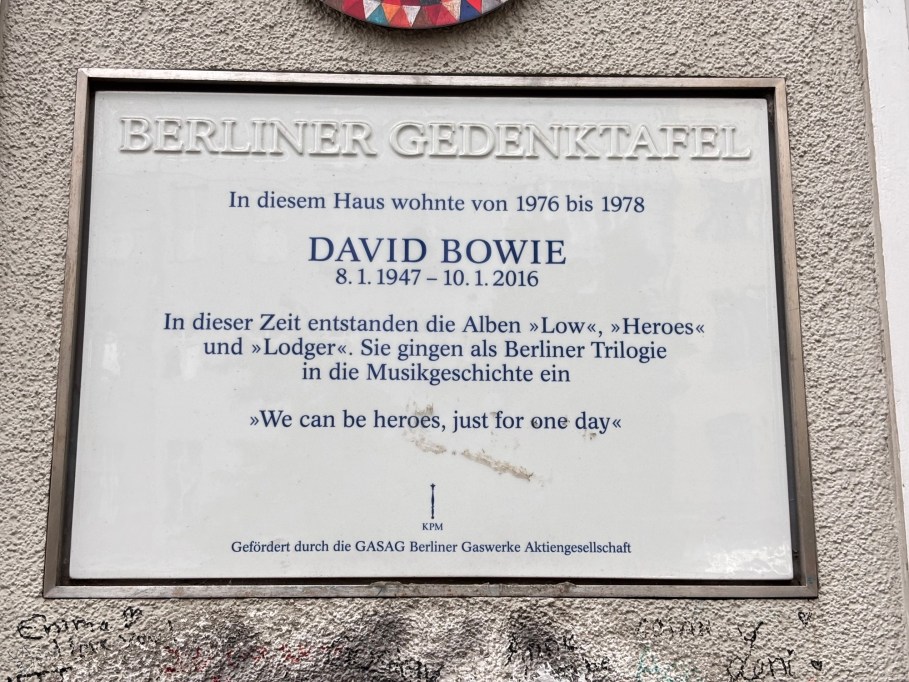 BERLINER GEDENKTAFEL
In diesem Haus wohnte von 1976 bis 1978
DAVID BOWIE
8. 1. 1947 – 10. 1. 2016
In dieser Zeit entstanden die Alben »Low«, »Heroes«
und »Lodger«. Sie gingen als Berliner Trilogie
in die Musikgeschichte ein
»We can be heroes, just for one day«
KPM
Gefördert durch die GASAG Berliner Gaswerke Aktiengesellschaft
Emma